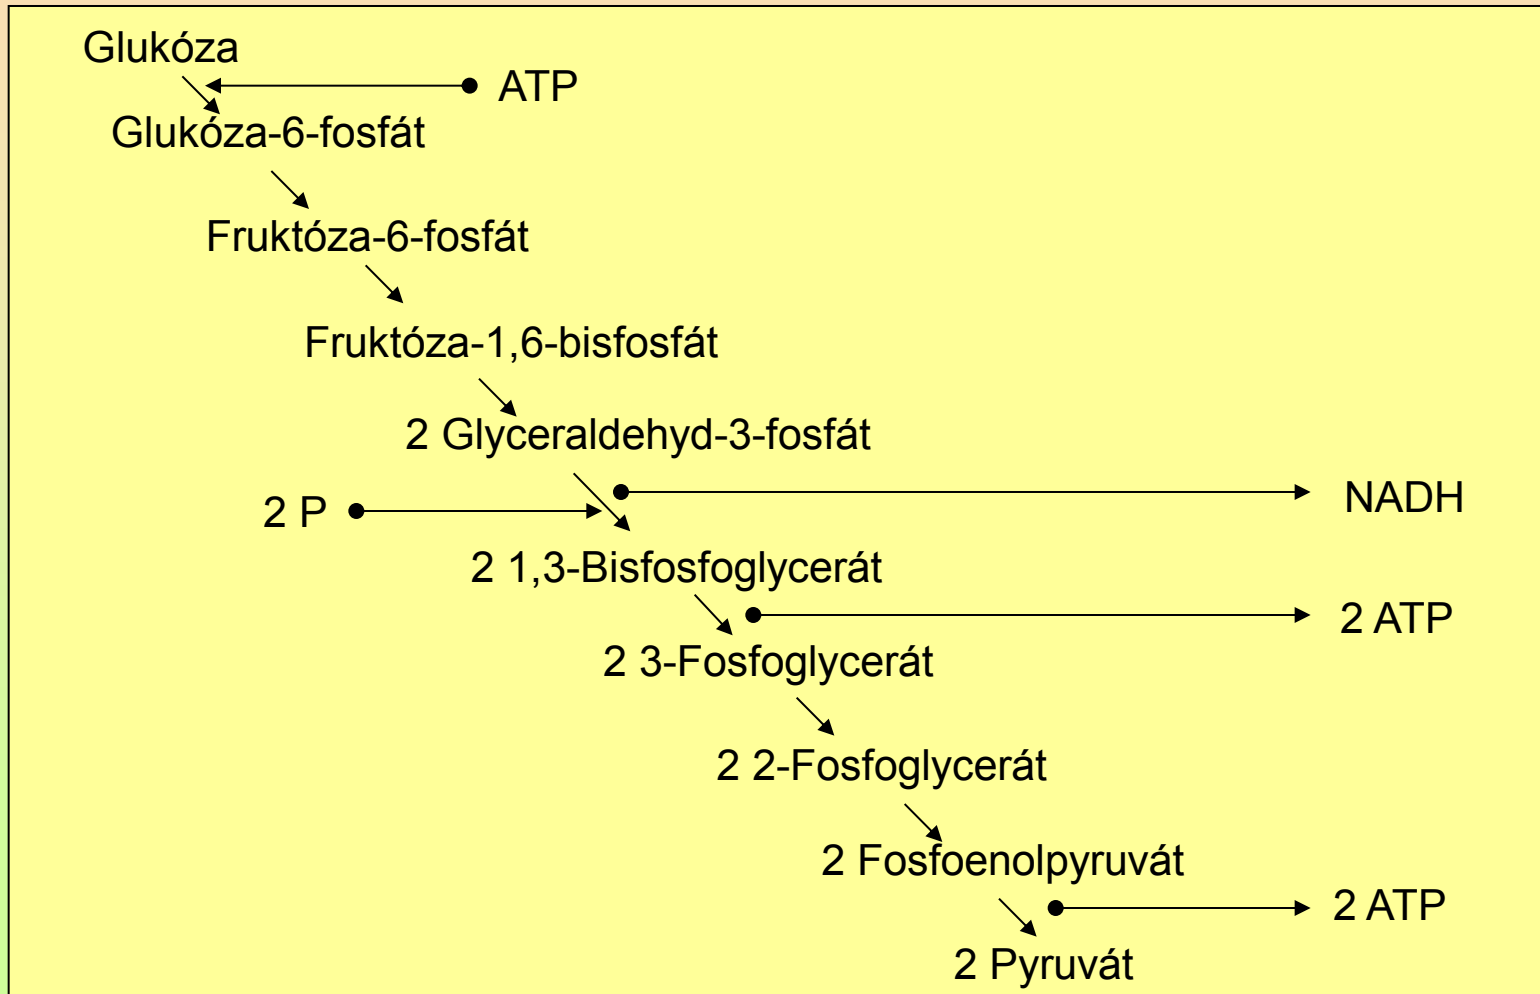 Glukóza
ATP
Glukóza-6-fosfát
Fruktóza-6-fosfát
Fruktóza-1,6-bisfosfát
2 Glyceraldehyd-3-fosfát
2 P
NADH
2 1,3-Bisfosfoglycerát
2 ATP
2 3-Fosfoglycerát
2 2-Fosfoglycerát
2 Fosfoenolpyruvát
2 ATP
2 Pyruvát